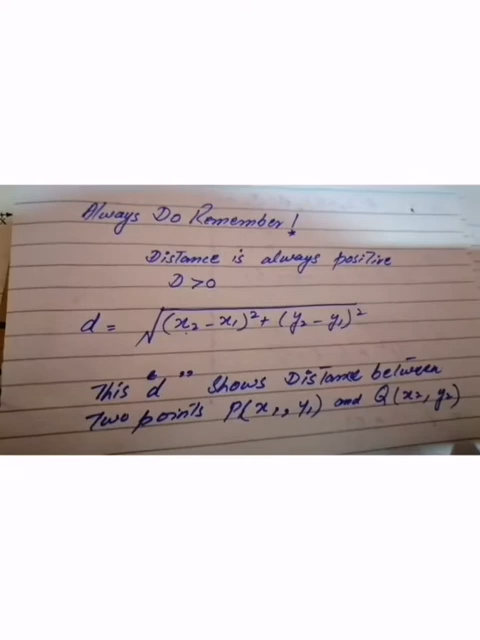 Always Do Remember!
Distance is always positive
D > 0
d = √(x₂ - x₁)² + (y₂ - y₁)²
This “d” shows Distance between
Two points P(x₁, y₁) and Q(x₂, y₂)